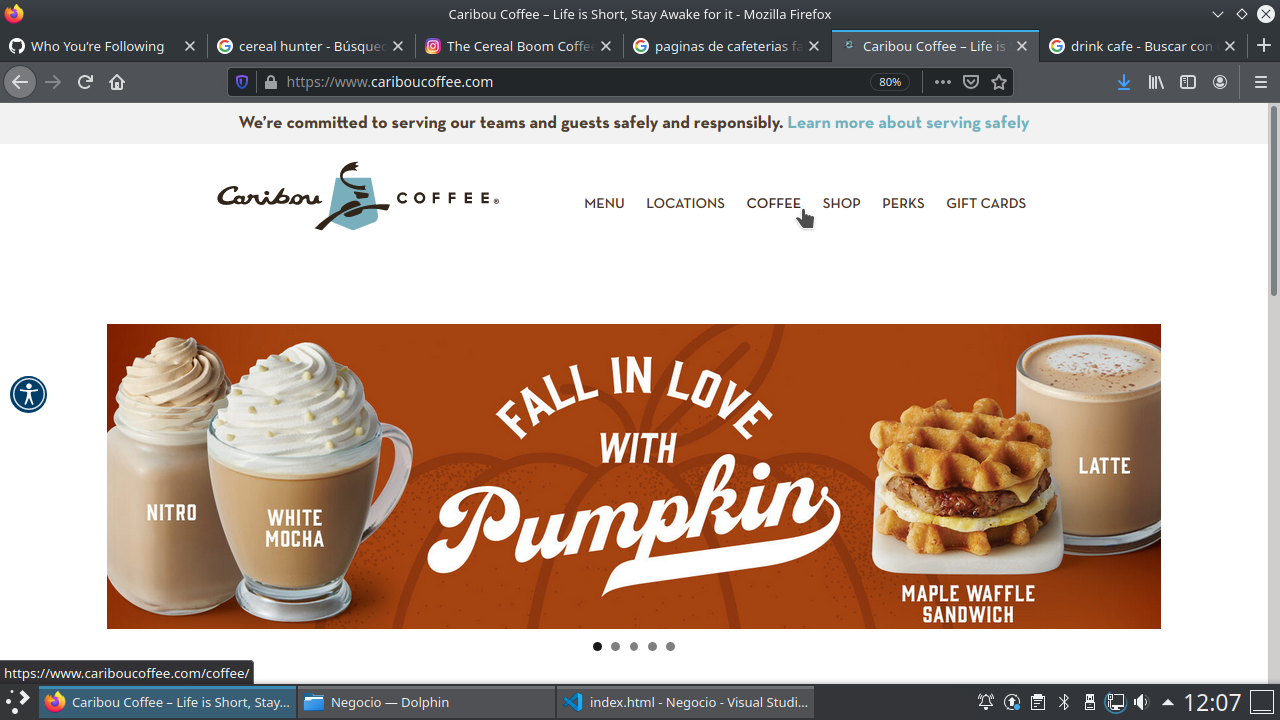 Caribou Coffee – Life is Short, Stay Awake for it - Mozilla Firefox
Who You're Following
cereal hunter - Búsque
The Cereal Boom Coffe
paginas de cafeterias fa
Caribou Coffee – Life is
drink cafe - Buscar con
https://www.cariboucoffee.com
80%
We're committed to serving our teams and guests safely and responsibly. Learn more about serving safely
Caribou COFFEE®
MENU LOCATIONS COFFEE SHOP PERKS GIFT CARDS
FALL IN LOVE
WITH
Pumpkin
NITRO
WHITE
MOCHA
LATTE
MAPLE WAFFLE
SANDWICH
https://www.cariboucoffee.com/coffee/
Caribou Coffee – Life is Short, Stay...
Negocio — Dolphin
index.html - Negocio - Visual Studi...
12:07